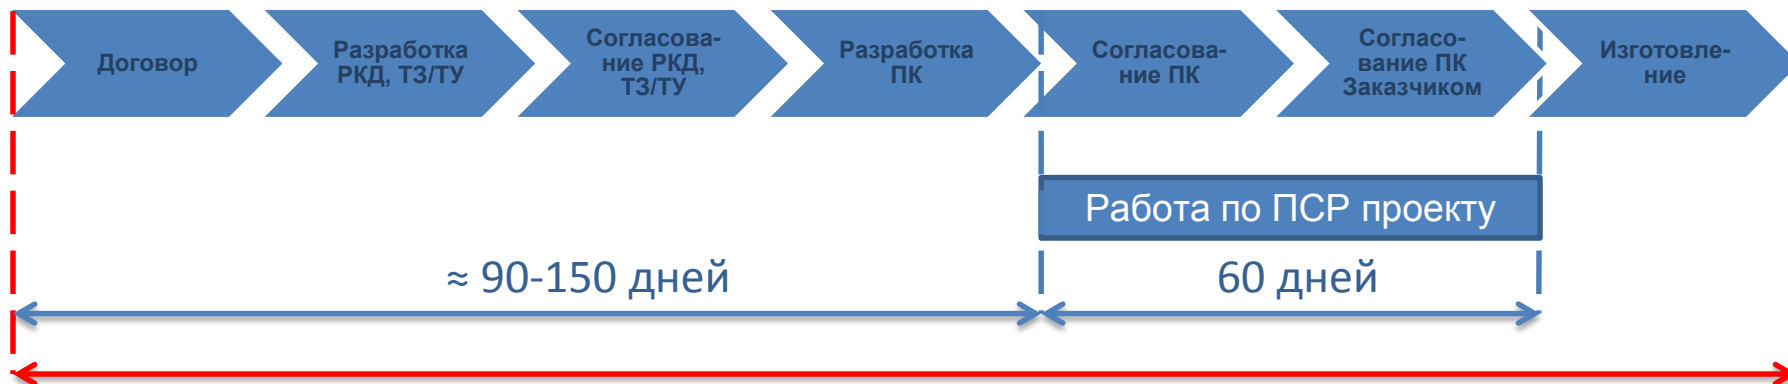 Договор
Разработка
РКД, ТЗ/ТУ
Согласова-
ние РКД,
ТЗ/ТУ
Разработка
ПК
Согласова-
ние ПК
Согласо-
вание ПК
Заказчиком
Изготовле-
ние
Работа по ПСР проекту
≈ 90-150 дней
60 дней